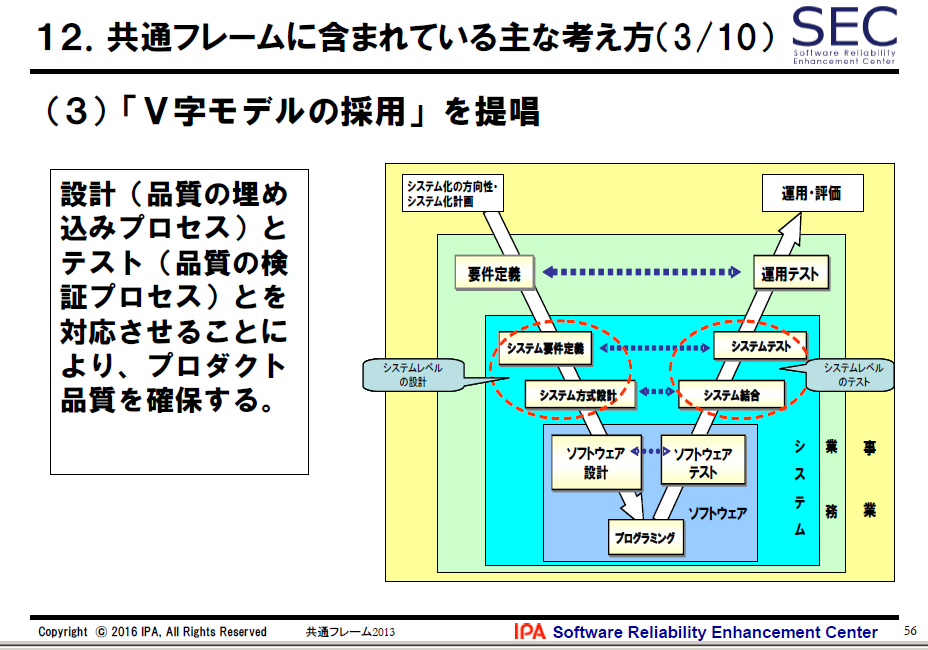 12. 共通フレームに含まれている主な考え方(3/10)
SEC
Software Reliability
Enhancement Center
(3)「V字モデルの採用」を提唱
設計(品質の埋め
込みプロセス)と
テスト(品質の検
証プロセス)とを
対応させることに
より、プロダクト
品質を確保する。
システム化の方向性・
システム化計画
運用・評価
要件定義
運用テスト
システム要件定義
システムテスト
システムレベル
の設計
システムレベル
のテスト
システム方式設計
システム結合
ソフトウェア
設計
ソフトウェア
テスト
プログラミング
ソフトウェア
システム
業務
事業
Copyright © 2016 IPA, All Rights Reserved
共通フレーム2013
IPA Software Reliability Enhancement Center
56